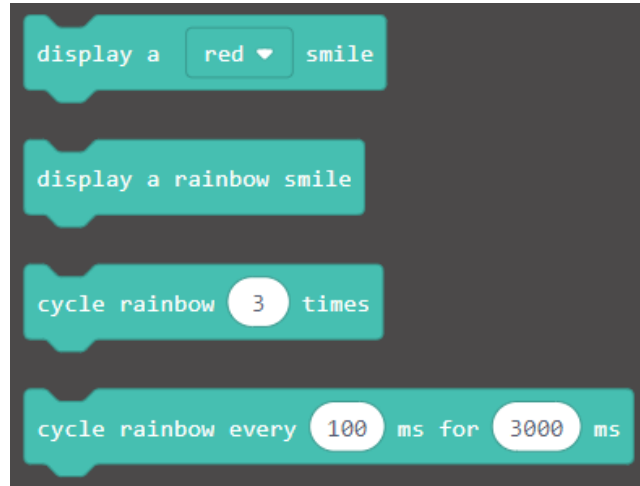 display a red smile
display a rainbow smile
cycle rainbow 3 times
cycle rainbow every 100 ms for 3000 ms